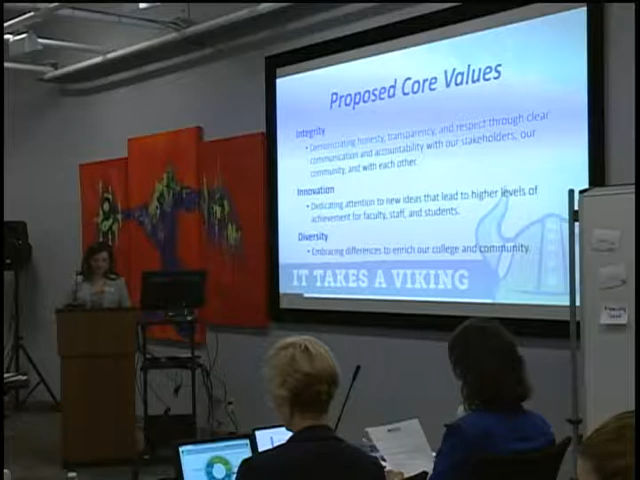 Proposed Core Values
Integrity
• Demonstrating honesty, transparency, and respect through clear
communication and accountability with our stakeholders, our
community, and with each other.
Innovation
• Dedicating attention to new ideas that lead to higher levels of
achievement for faculty, staff, and students.
Diversity
• Embracing differences to enrich our college and community.
IT TAKES A VIKING